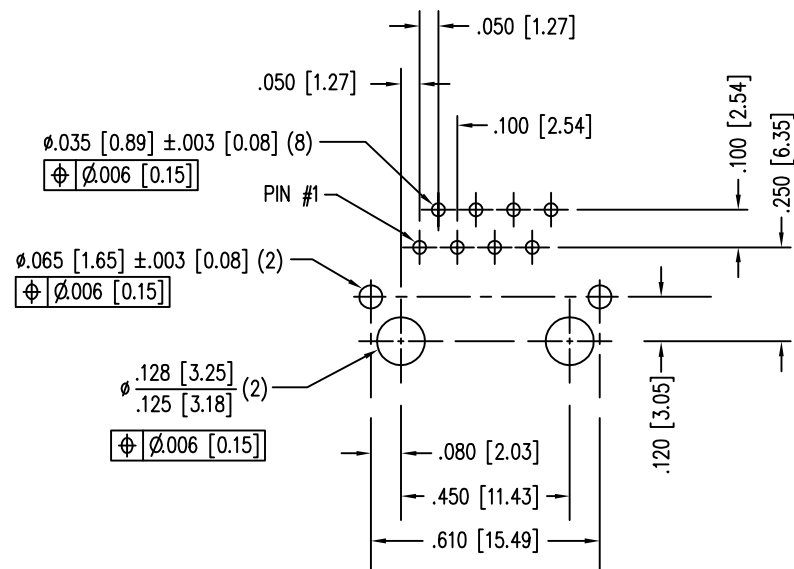 .050 [1.27]
.050 [1.27]
.100 [2.54]
.100 [2.54]
.250 [6.35]
ø.035 [0.89] ±.003 [0.08] (8)
⌖ Ø.006 [0.15]
PIN #1
ø.065 [1.65] ±.003 [0.08] (2)
⌖ Ø.006 [0.15]
ø .128 [3.25] (2)
.125 [3.18]
⌖ Ø.006 [0.15]
.120 [3.05]
.080 [2.03]
.450 [11.43]
.610 [15.49]